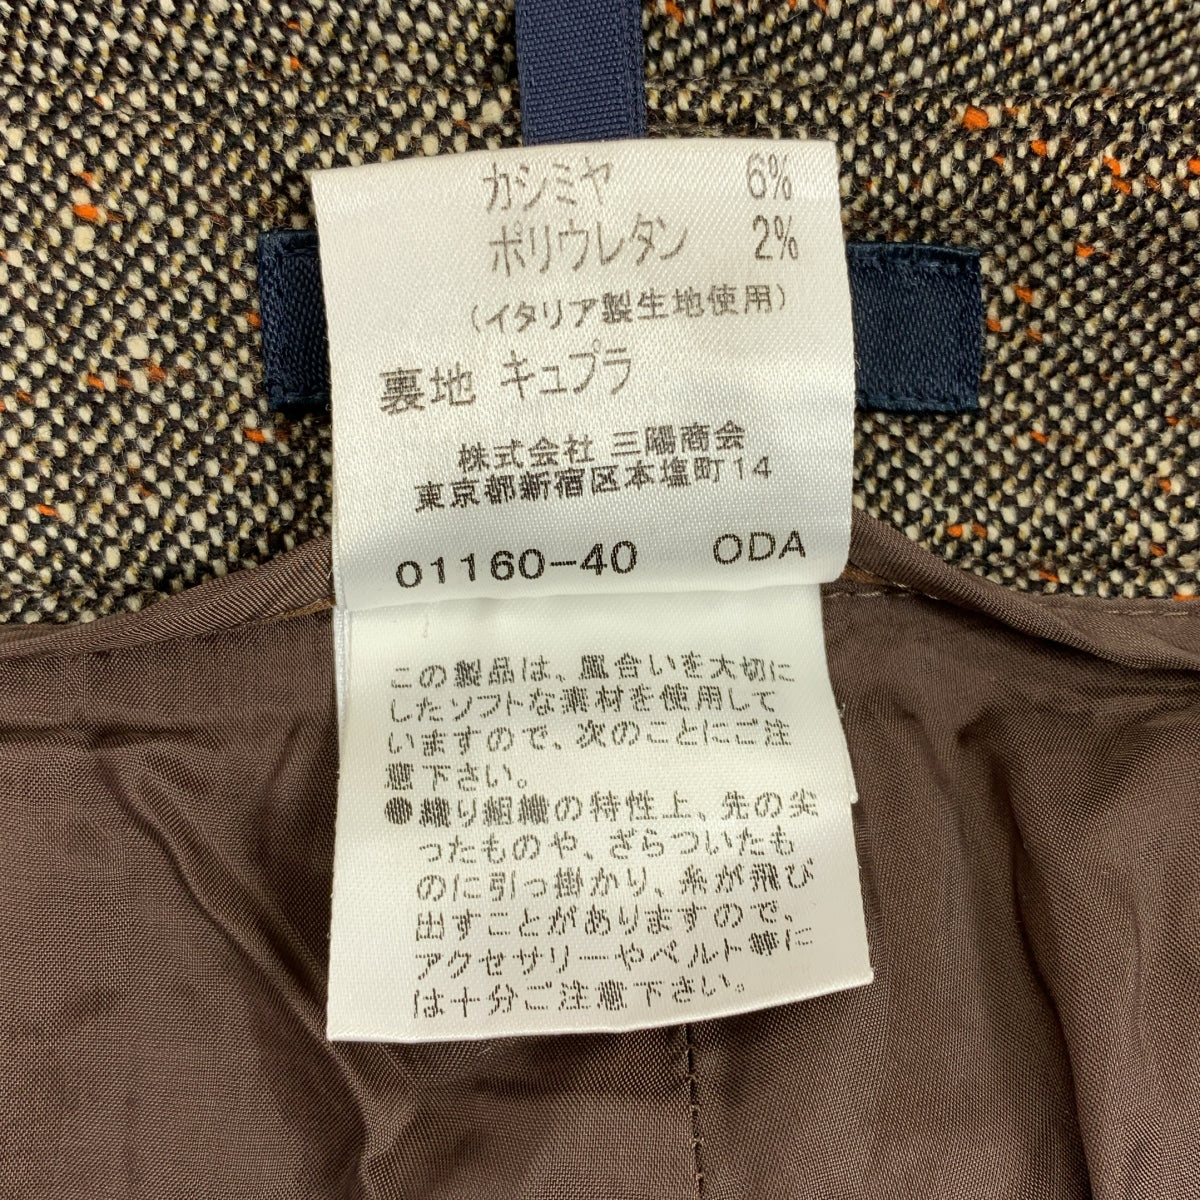 カシミヤ 6%
ポリウレタン 2%
(イタリア製生地使用)
裏地 キュプラ
株式会社 三陽商会
東京都新宿区本塩町14
01160-40 ODA
この製品は、風合いを大切に
したソフトな素材を使用して
いますので、次のことにご注
意下さい。
●織り組織の特性上、先の尖
ったものや、ざらついたも
のに引っ掛かり、糸が飛び
出すことがありますので、
アクセサリーやベルト等に
は十分ご注意下さい。